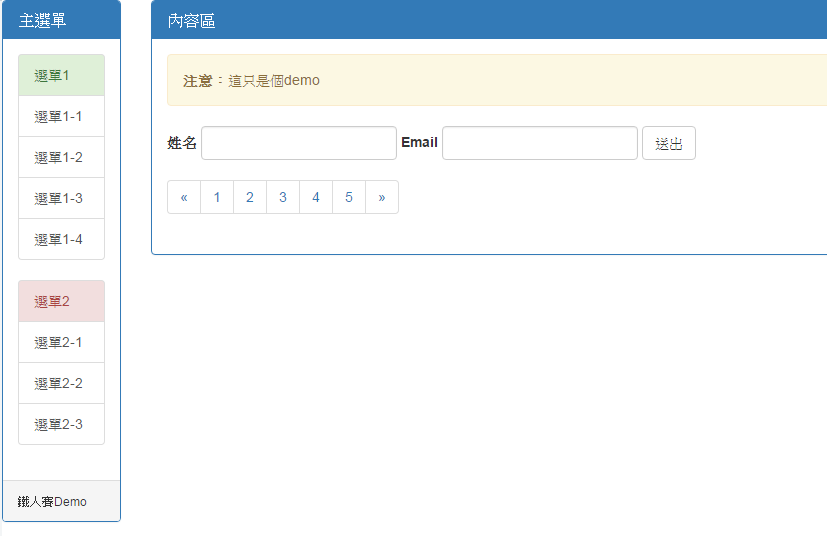 主選單
選單1
選單1-1
選單1-2
選單1-3
選單1-4
選單2
選單2-1
選單2-2
選單2-3
鐵人賽Demo
內容區
注意：這只是個demo
姓名 Email 送出
« 1 2 3 4 5 »